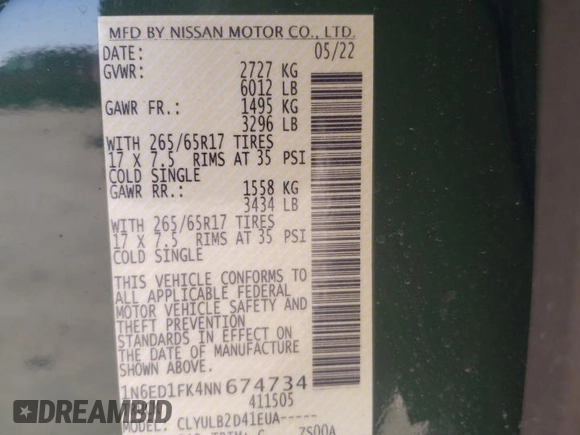 MFD BY NISSAN MOTOR CO., LTD.
DATE: 05/22
GVWR: 2727 KG
6012 LB
GAWR FR.: 1495 KG
3296 LB
WITH 265/65R17 TIRES
17 X 7.5 RIMS AT 35 PSI
COLD SINGLE
GAWR RR.: 1558 KG
3434 LB
WITH 265/65R17 TIRES
17 X 7.5 RIMS AT 35 PSI
COLD SINGLE
THIS VEHICLE CONFORMS TO
ALL APPLICABLE FEDERAL
MOTOR VEHICLE SAFETY AND
THEFT PREVENTION
STANDARDS IN EFFECT ON
THE DATE OF MANUFACTURE
SHOWN ABOVE.
1N6ED1FK4NN674734
411505
MODEL: CLYULB2D41EUA-----
TRIM: G
DREAMBID